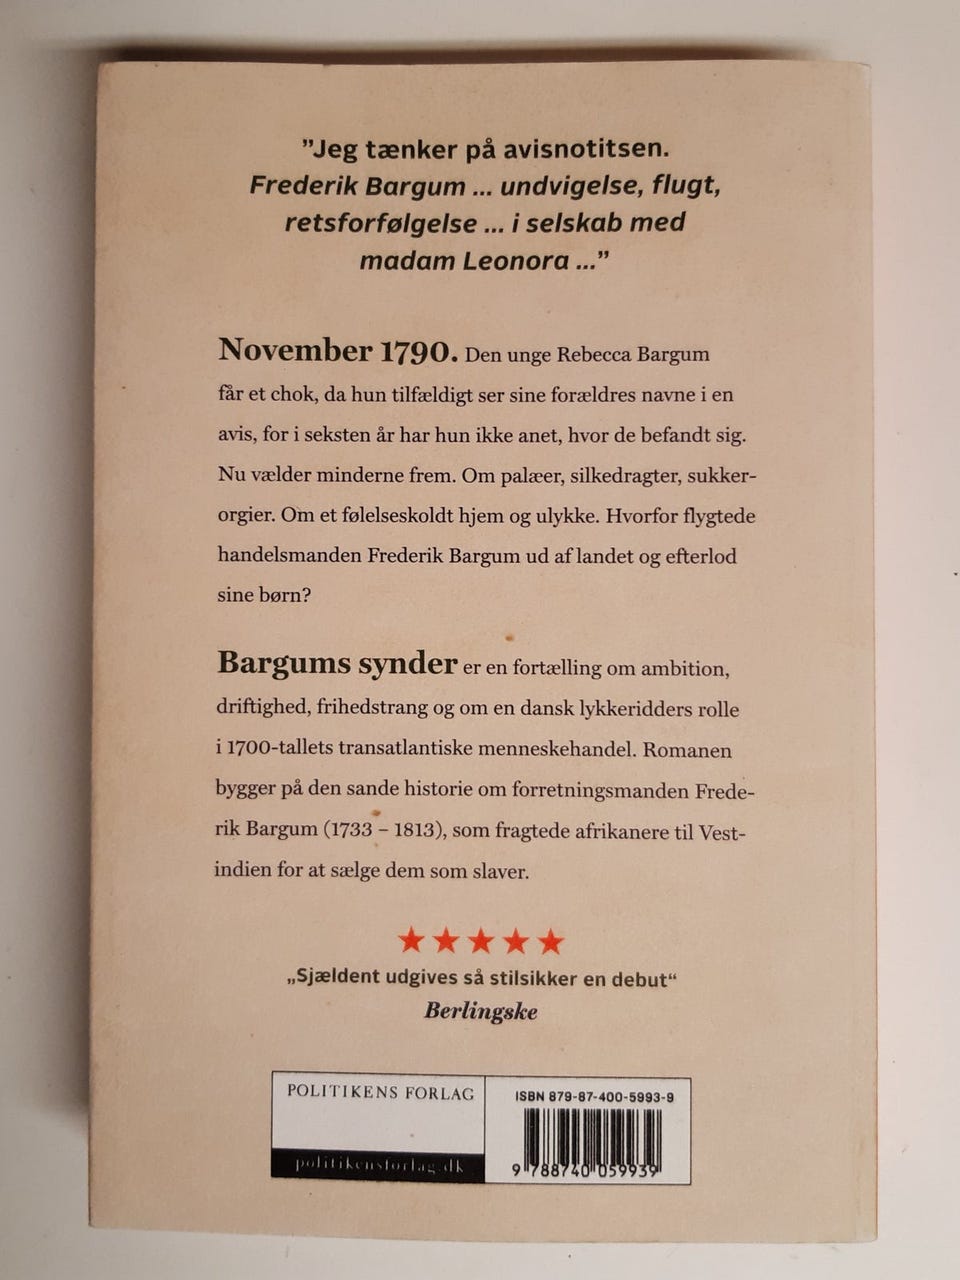 ”Jeg tænker på avisnotitsen.
Frederik Bargum ... undvigelse, flugt,
retsforfølgelse ... i selskab med
madam Leonora ...”
November 1790. Den unge Rebecca Bargum
får et chok, da hun tilfældigt ser sine forældres navne i en
avis, for i seksten år har hun ikke anet, hvor de befandt sig.
Nu vælder minderne frem. Om palæer, silkedragter, sukker-
orgier. Om et følelseskoldt hjem og ulykke. Hvorfor flygtede
handelsmanden Frederik Bargum ud af landet og efterlod
sine børn?
Bargums synder er en fortælling om ambition,
driftighed, frihedstrang og om en dansk lykkeridders rolle
i 1700-tallets transatlantiske menneskehandel. Romanen
bygger på den sande historie om forretningsmanden Frede-
rik Bargum (1733 – 1813), som fragtede afrikanere til Vest-
indien for at sælge dem som slaver.
„Sjældent udgives så stilsikker en debut“
Berlingske
POLITIKENS FORLAG
politikensforlag.dk
ISBN 879-87-400-5993-9
9 788740 059939